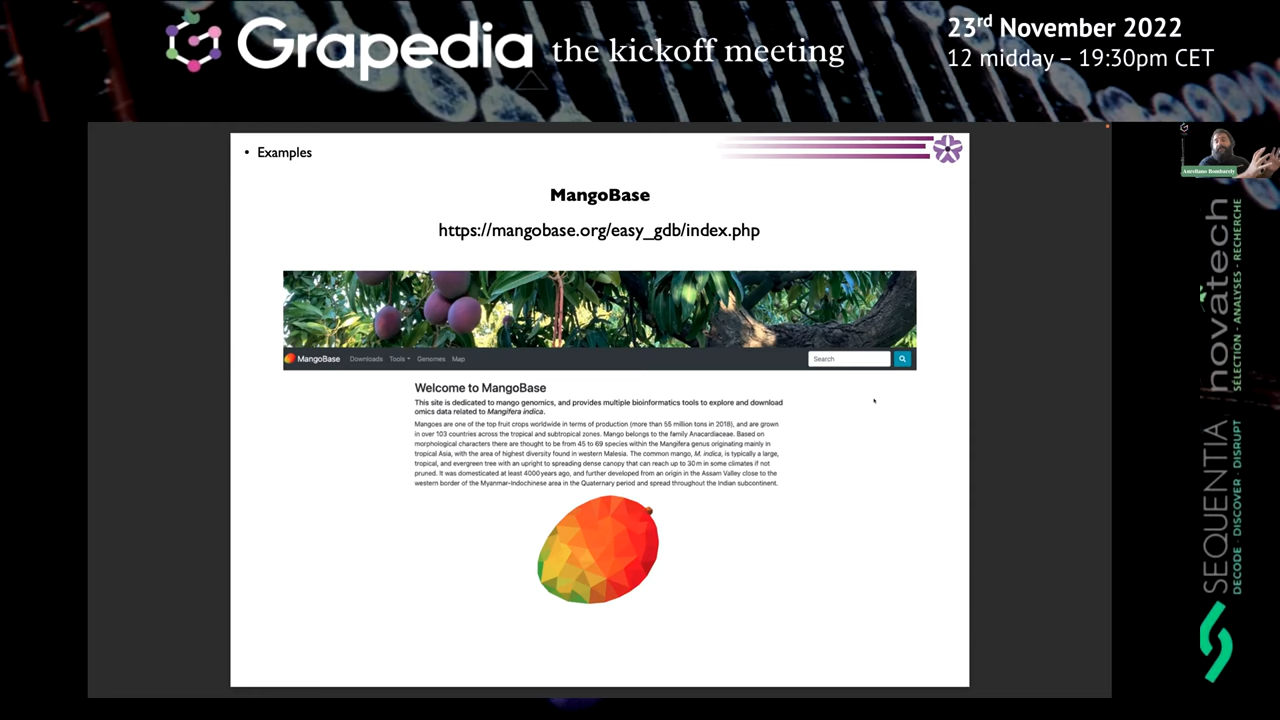 Grapedia the kickoff meeting
23rd November 2022
12 midday – 19:30pm CET
• Examples
MangoBase
https://mangobase.org/easy_gdb/index.php
MangoBase Downloads Tools Genomes Map Search
Welcome to MangoBase
This site is dedicated to mango genomics, and provides multiple bioinformatics tools to explore and download
omics data related to Mangifera indica.
Mangoes are one of the top fruit crops worldwide in terms of production (more than 55 million tons in 2018), and are grown
in over 103 countries across the tropical and subtropical zones. Mango belongs to the family Anacardiaceae. Based on
morphological characters there are thought to be from 45 to 69 species within the Mangifera genus originating mainly in
tropical Asia, with the area of highest diversity found in western Malesia. The common mango, M. indica, is typically a large,
tropical, and evergreen tree with an upright to spreading dense canopy that can reach up to 30 m in some climates if not
pruned. It was domesticated at least 4000 years ago, and further developed from an origin in the Assam Valley close to the
western border of the Myanmar-Indochinese area in the Quaternary period and spread throughout the Indian subcontinent.
Aureliano Bombarely
novatech
SÉLECTION - ANALYSES - RECHERCHE
SEQUENTIA
DECODE · DISCOVER · DISRUPT